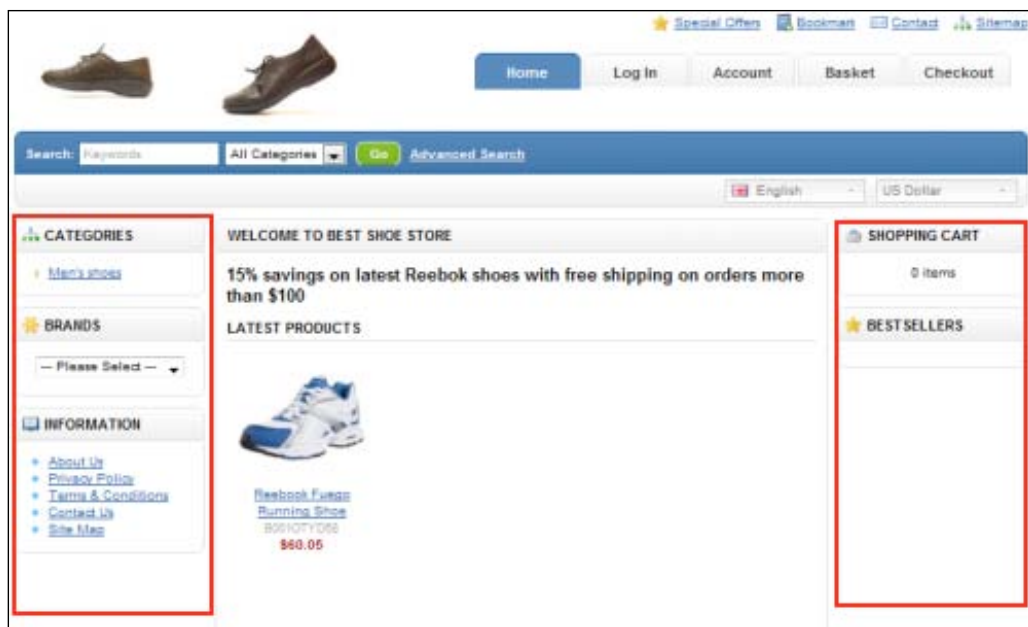 Special Offers Bookmark Contact Sitemap
Home Log In Account Basket Checkout
Search: Keywords All Categories Go Advanced Search
English US Dollar
CATEGORIES
Men's shoes
BRANDS
--- Please Select ---
INFORMATION
About Us
Privacy Policy
Terms & Conditions
Contact Us
Site Map
WELCOME TO BEST SHOE STORE
15% savings on latest Reebok shoes with free shipping on orders more
than $100
LATEST PRODUCTS
Reebook Fuego
Running Shoe
SHOPPING CART
0 items
BESTSELLERS